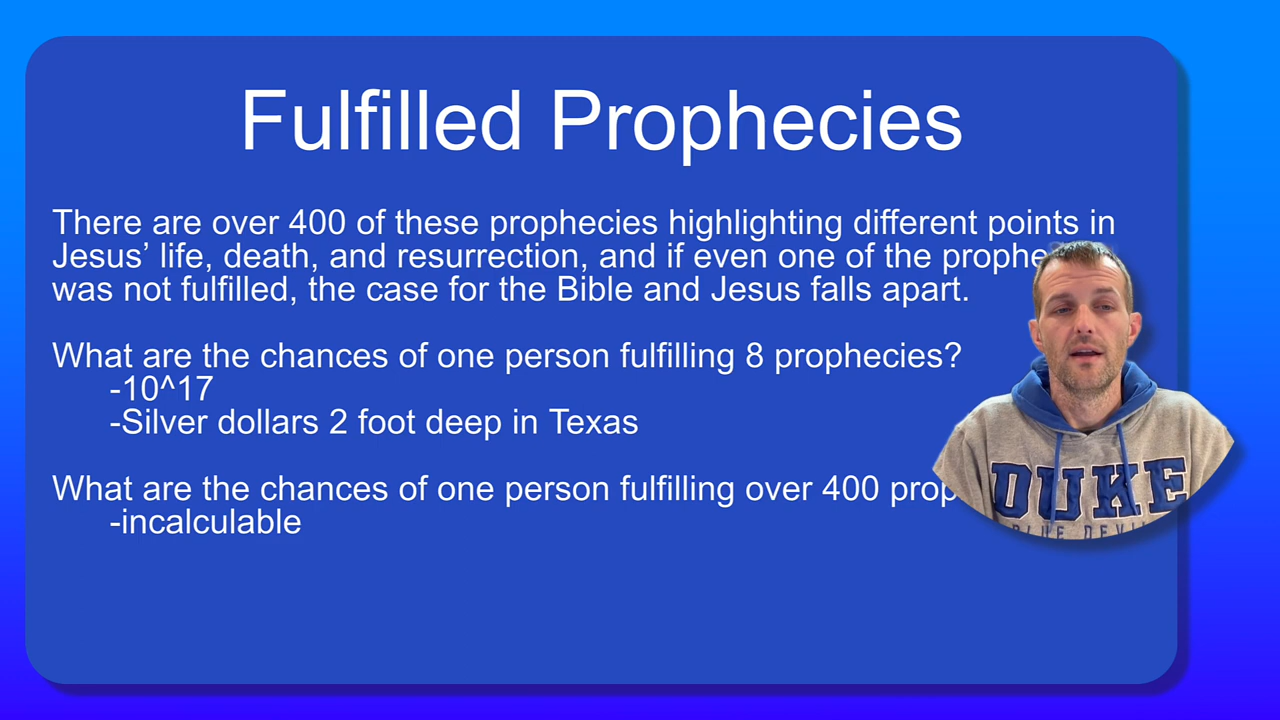 Fulfilled Prophecies
There are over 400 of these prophecies highlighting different points in
Jesus’ life, death, and resurrection, and if even one of the
was not fulfilled, the case for the Bible and Jesus falls apart.
What are the chances of one person fulfilling 8 prophecies?
-10^17
-Silver dollars 2 foot deep in Texas
What are the chances of one person fulfilling over 400
-incalculable
DUKE
BLUE DEVIL